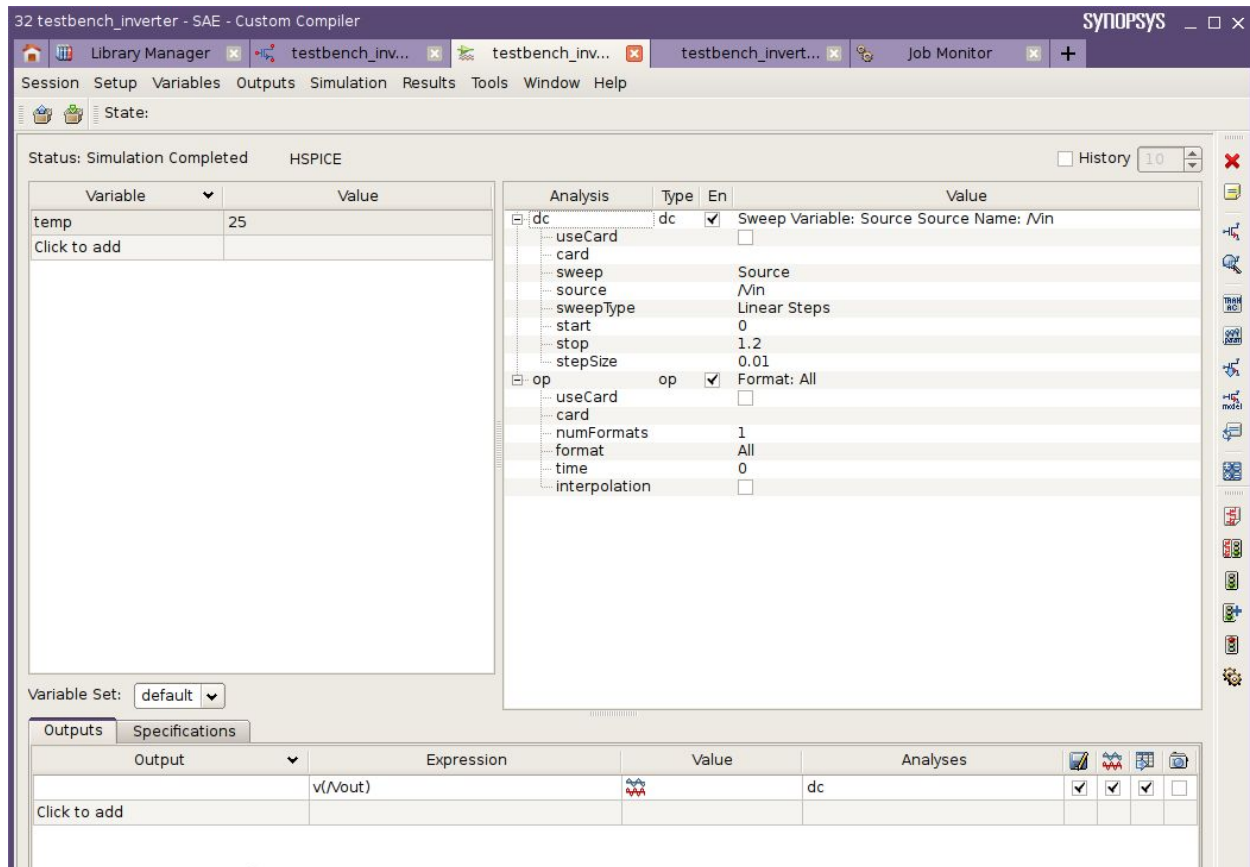 32 testbench_inverter - SAE - Custom Compiler SYNOPSYS
Library Manager testbench_inv... testbench_inv... testbench_invert... Job Monitor
Session Setup Variables Outputs Simulation Results Tools Window Help
State:
Status: Simulation Completed HSPICE History 10
Variable Value
temp 25
Click to add
Analysis Type En Value
dc dc Sweep Variable: Source Source Name: /Vin
useCard
card
sweep Source
source /Vin
sweepType Linear Steps
start 0
stop 1.2
stepSize 0.01
op op Format: All
useCard
card
numFormats 1
format All
time 0
interpolation
TRAN
AC
model
Variable Set: default
Outputs Specifications
Output Expression Value Analyses
v(/Vout) dc
Click to add